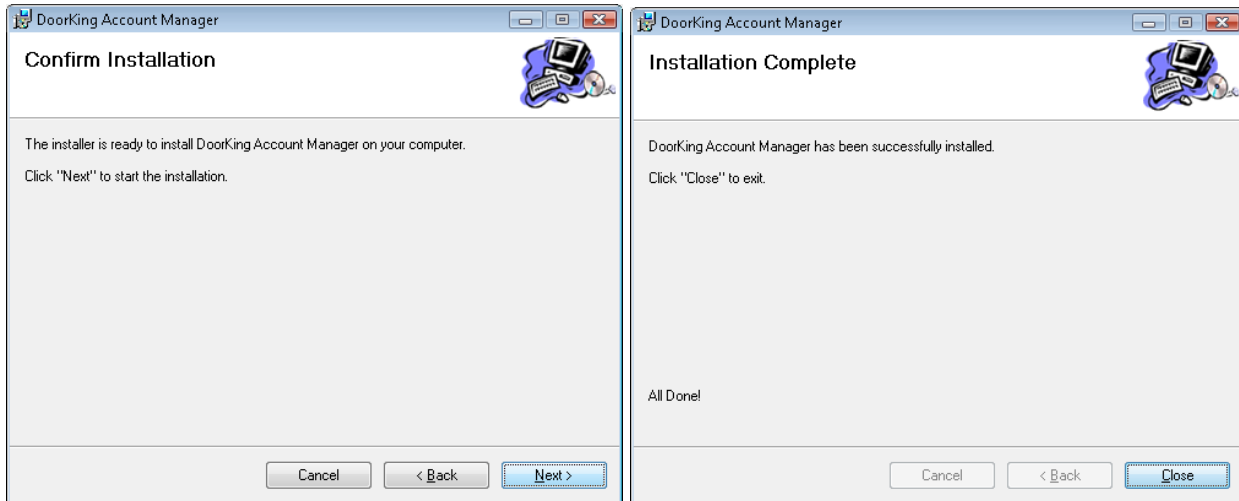 DoorKing Account Manager
Confirm Installation
The installer is ready to install DoorKing Account Manager on your computer.
Click "Next" to start the installation.
Cancel
< Back
Next >
DoorKing Account Manager
Installation Complete
DoorKing Account Manager has been successfully installed.
Click "Close" to exit.
All Done!
Cancel
< Back
Close